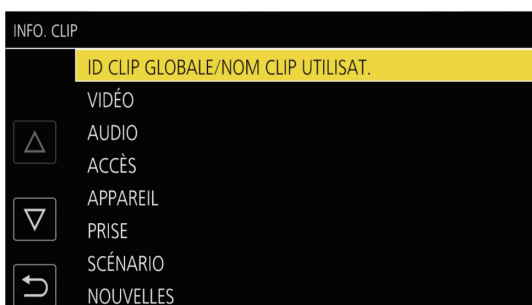 INFO. CLIP
ID CLIP GLOBALE/NOM CLIP UTILISAT.
VIDÉO
AUDIO
ACCÈS
APPAREIL
PRISE
SCÉNARIO
NOUVELLES